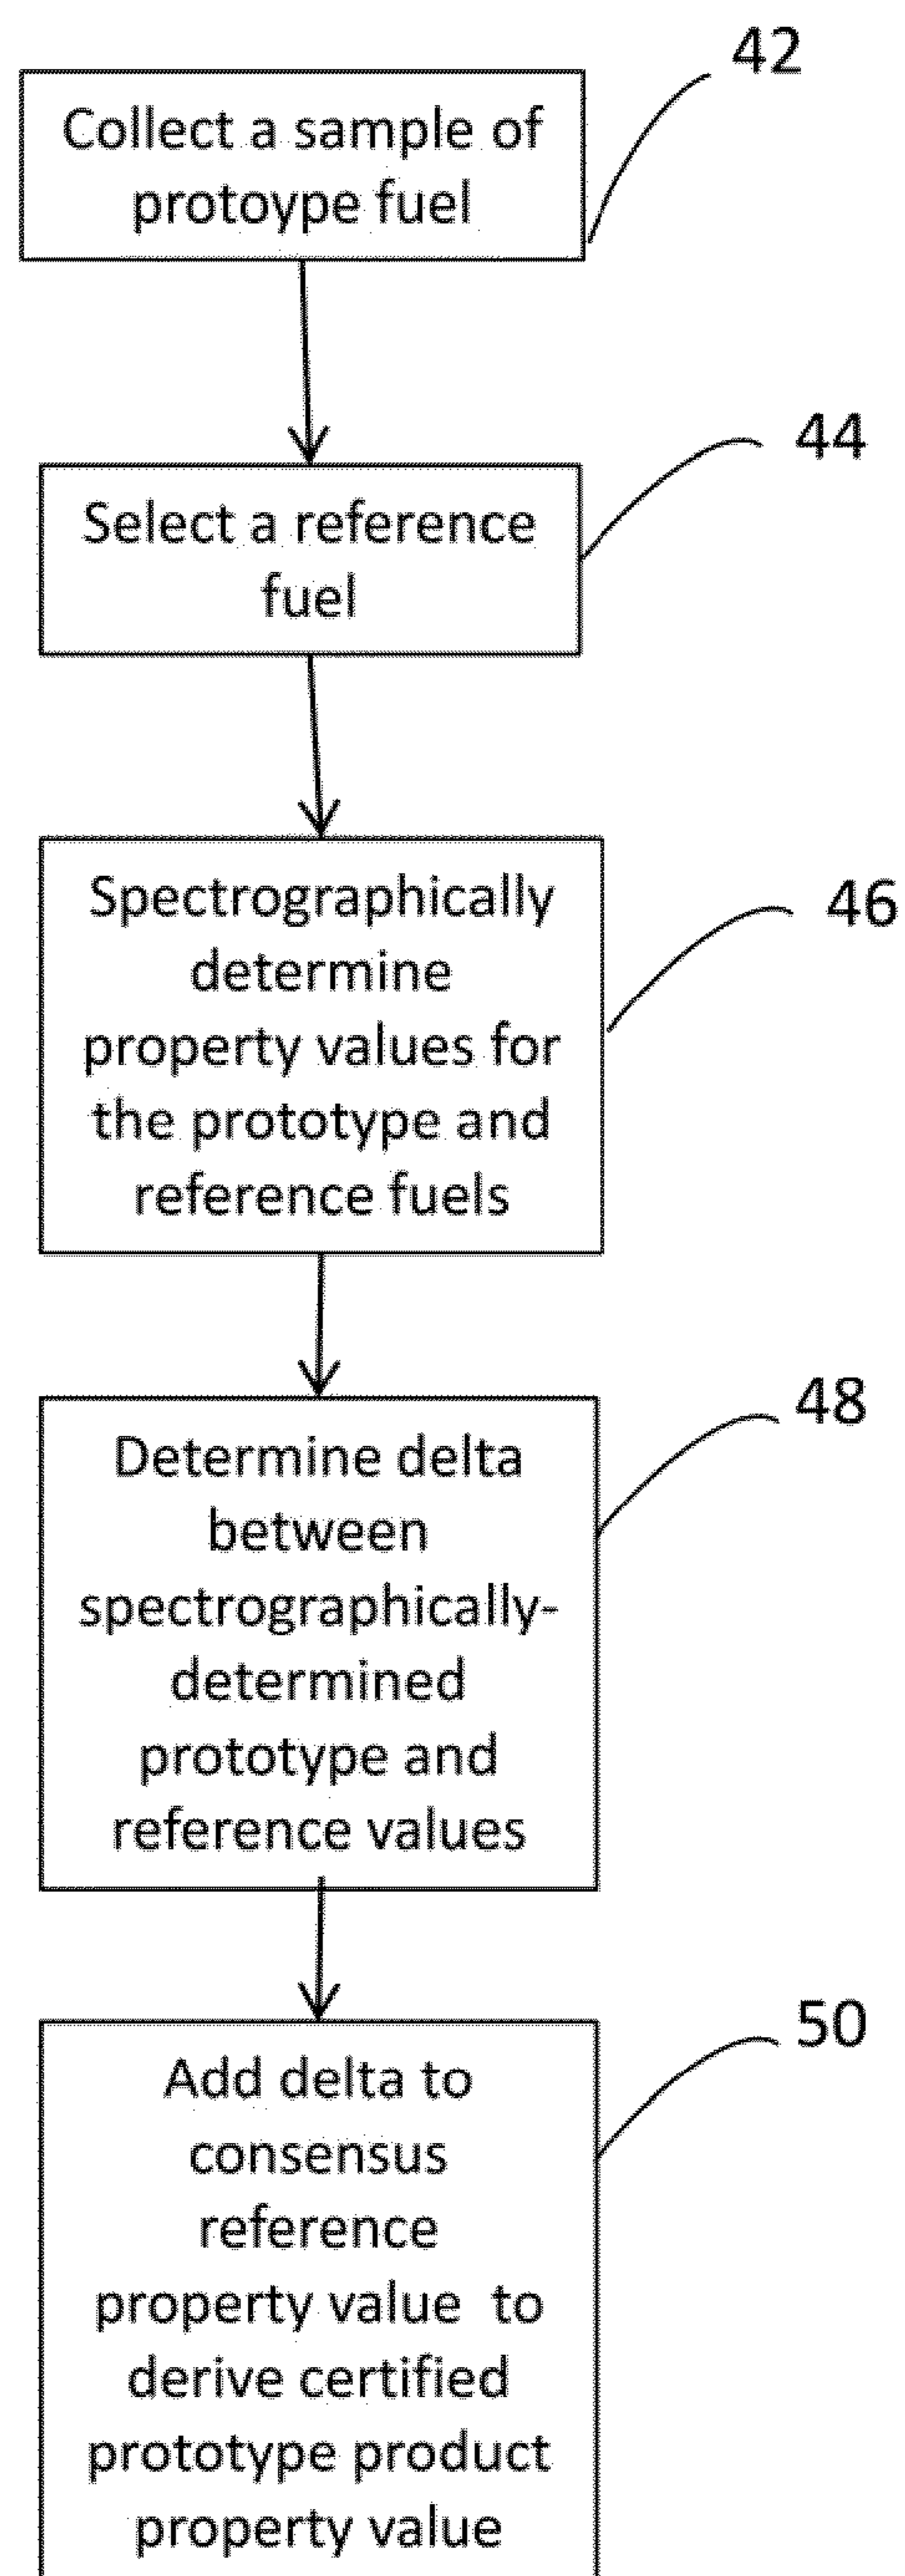 42
Collect a sample of
protoype fuel
44
Select a reference
fuel
46
Spectrographically
determine
property values for
the prototype and
reference fuels
48
Determine delta
between
spectrographically-
determined
prototype and
reference values
50
Add delta to
consensus
reference
property value to
derive certified
prototype product
property value